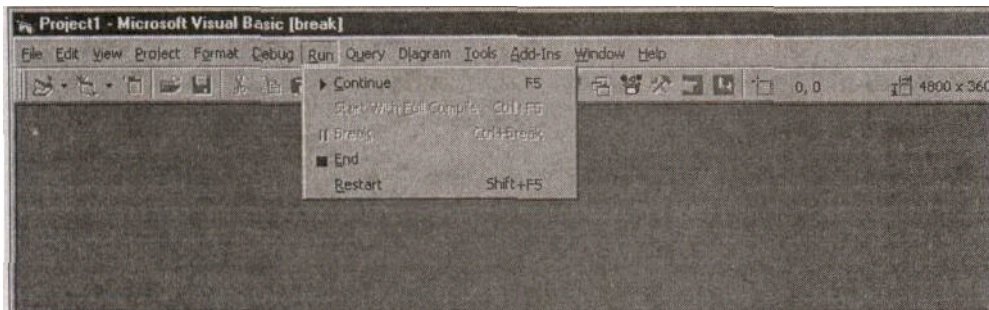 Project1 - Microsoft Visual Basic [break]
File Edit View Project Format Debug Run Query Diagram Tools Add-Ins Window Help
0, 0 4800 x 360
Continue F5
Start With Full Compile Ctrl+F5
Break Ctrl+Break
End
Restart Shift+F5